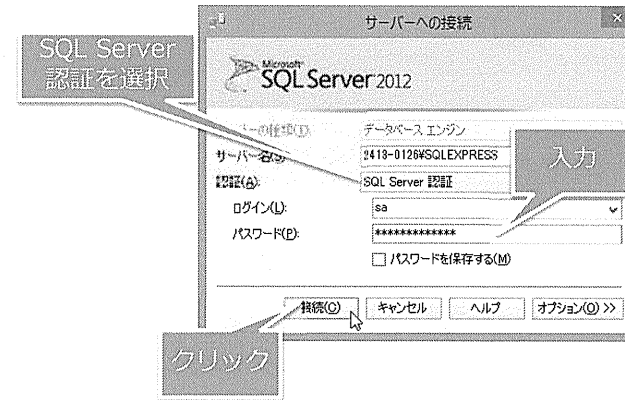 サーバーへの接続
SQL Server
認証を選択
Microsoft
SQL Server 2012
データベース エンジン
サーバー名(S):
2413-0126¥SQLEXPRESS
入力
認証(A):
SQL Server 認証
ログイン(L):
sa
パスワード(P):
*************
パスワードを保存する(M)
接続(C)
キャンセル
ヘルプ
オプション(O) >>
クリック